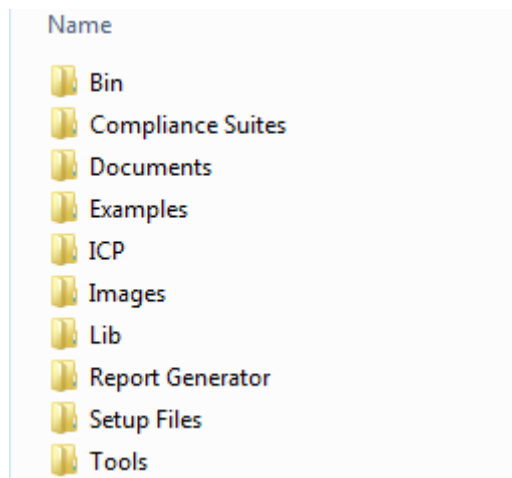 Name
Bin
Compliance Suites
Documents
Examples
ICP
Images
Lib
Report Generator
Setup Files
Tools